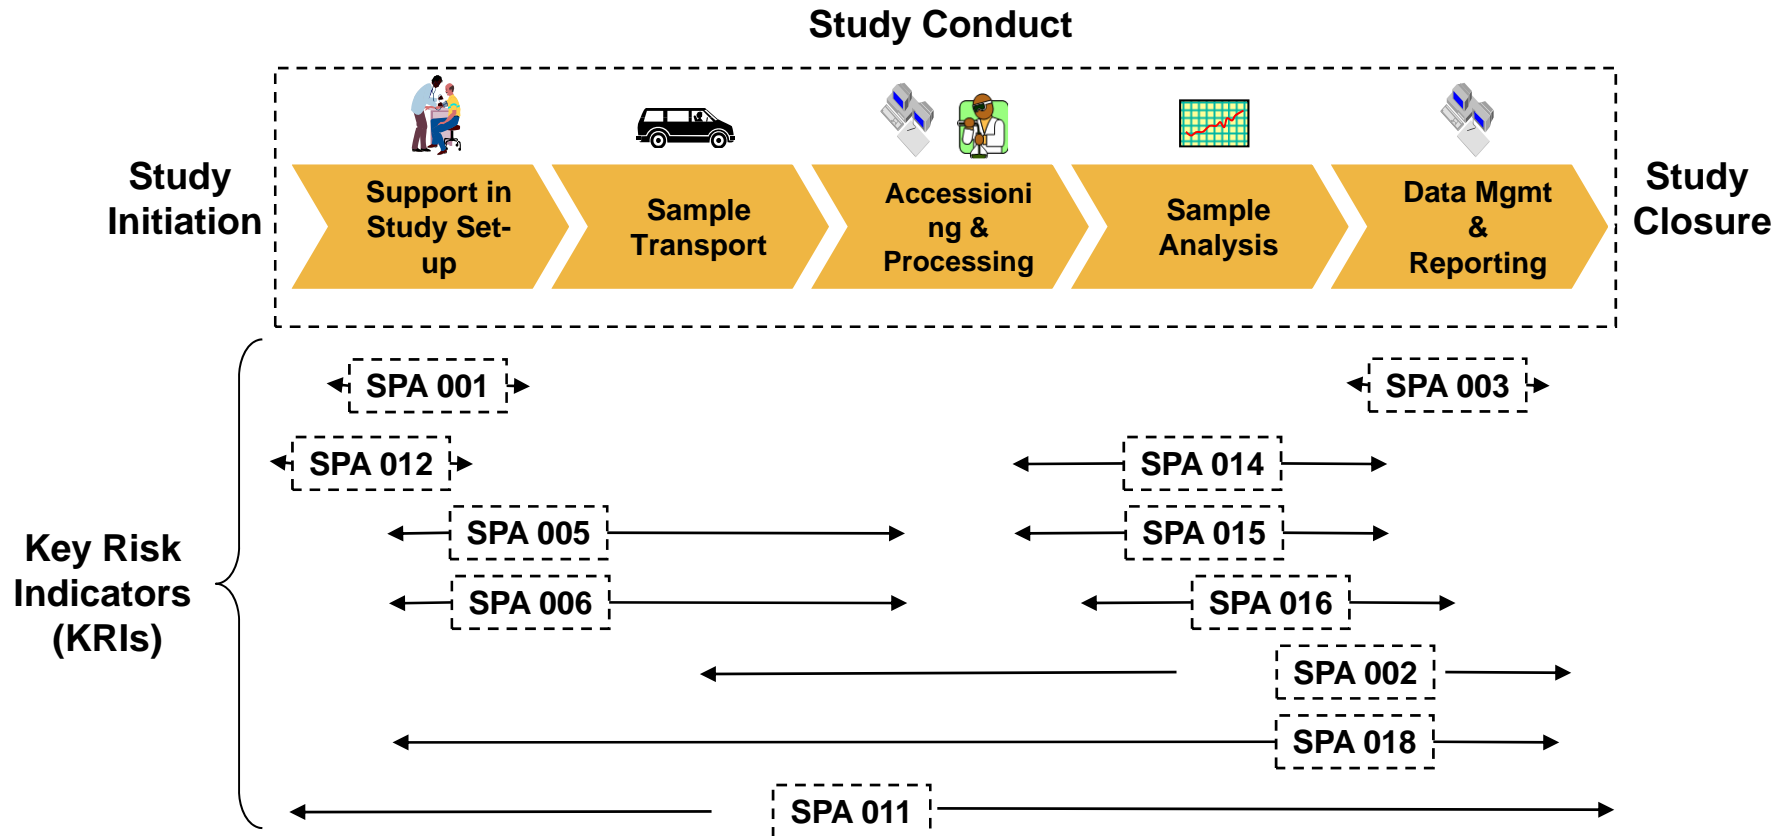 Study Conduct
Study
Initiation
Support in
Study Set-
up
Sample
Transport
Accessioni
ng &
Processing
Sample
Analysis
Data Mgmt
&
Reporting
Study
Closure
Key Risk
Indicators
(KRIs)
SPA 001
SPA 003
SPA 012
SPA 014
SPA 005
SPA 015
SPA 006
SPA 016
SPA 002
SPA 018
SPA 011